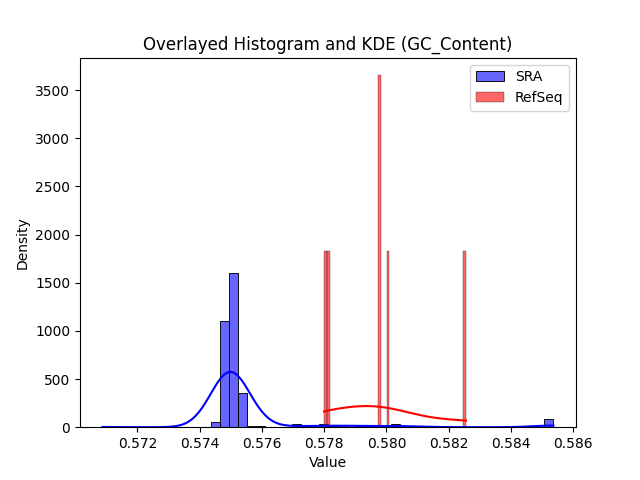 Overlayed Histogram and KDE (GC_Content)
SRA
RefSeq
3500
3000
2500
2000
1500
1000
500
0
Density
0.572 0.574 0.576 0.578 0.580 0.582 0.584 0.586
Value